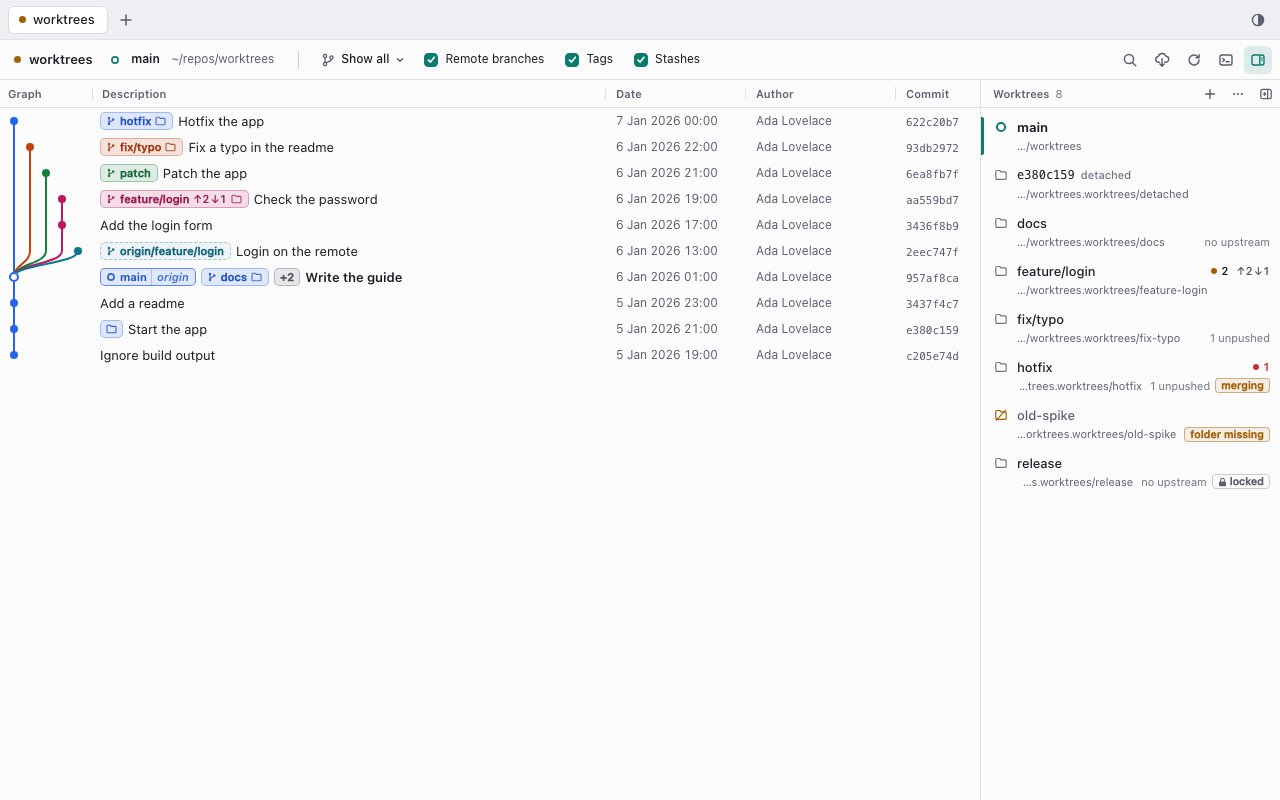 worktrees
worktrees main ~/repos/worktrees Show all Remote branches Tags Stashes
Graph Description Date Author Commit Worktrees 8
hotfix Hotfix the app 7 Jan 2026 00:00 Ada Lovelace 622c20b7
fix/typo Fix a typo in the readme 6 Jan 2026 22:00 Ada Lovelace 93db2972
patch Patch the app 6 Jan 2026 21:00 Ada Lovelace 6ea8fb7f
feature/login ↑2↓1 Check the password 6 Jan 2026 19:00 Ada Lovelace aa559bd7
Add the login form 6 Jan 2026 17:00 Ada Lovelace 3436f8b9
origin/feature/login Login on the remote 6 Jan 2026 13:00 Ada Lovelace 2eec747f
main origin docs +2 Write the guide 6 Jan 2026 01:00 Ada Lovelace 957af8ca
Add a readme 5 Jan 2026 23:00 Ada Lovelace 3437f4c7
Start the app 5 Jan 2026 21:00 Ada Lovelace e380c159
Ignore build output 5 Jan 2026 19:00 Ada Lovelace c205e74d
main
.../worktrees
e380c159 detached
.../worktrees.worktrees/detached
docs
.../worktrees.worktrees/docs no upstream
feature/login 2 ↑2↓1
.../worktrees.worktrees/feature-login
fix/typo
.../worktrees.worktrees/fix-typo 1 unpushed
hotfix 1
...trees.worktrees/hotfix 1 unpushed merging
old-spike
...orktrees.worktrees/old-spike folder missing
release
...s.worktrees/release no upstream locked